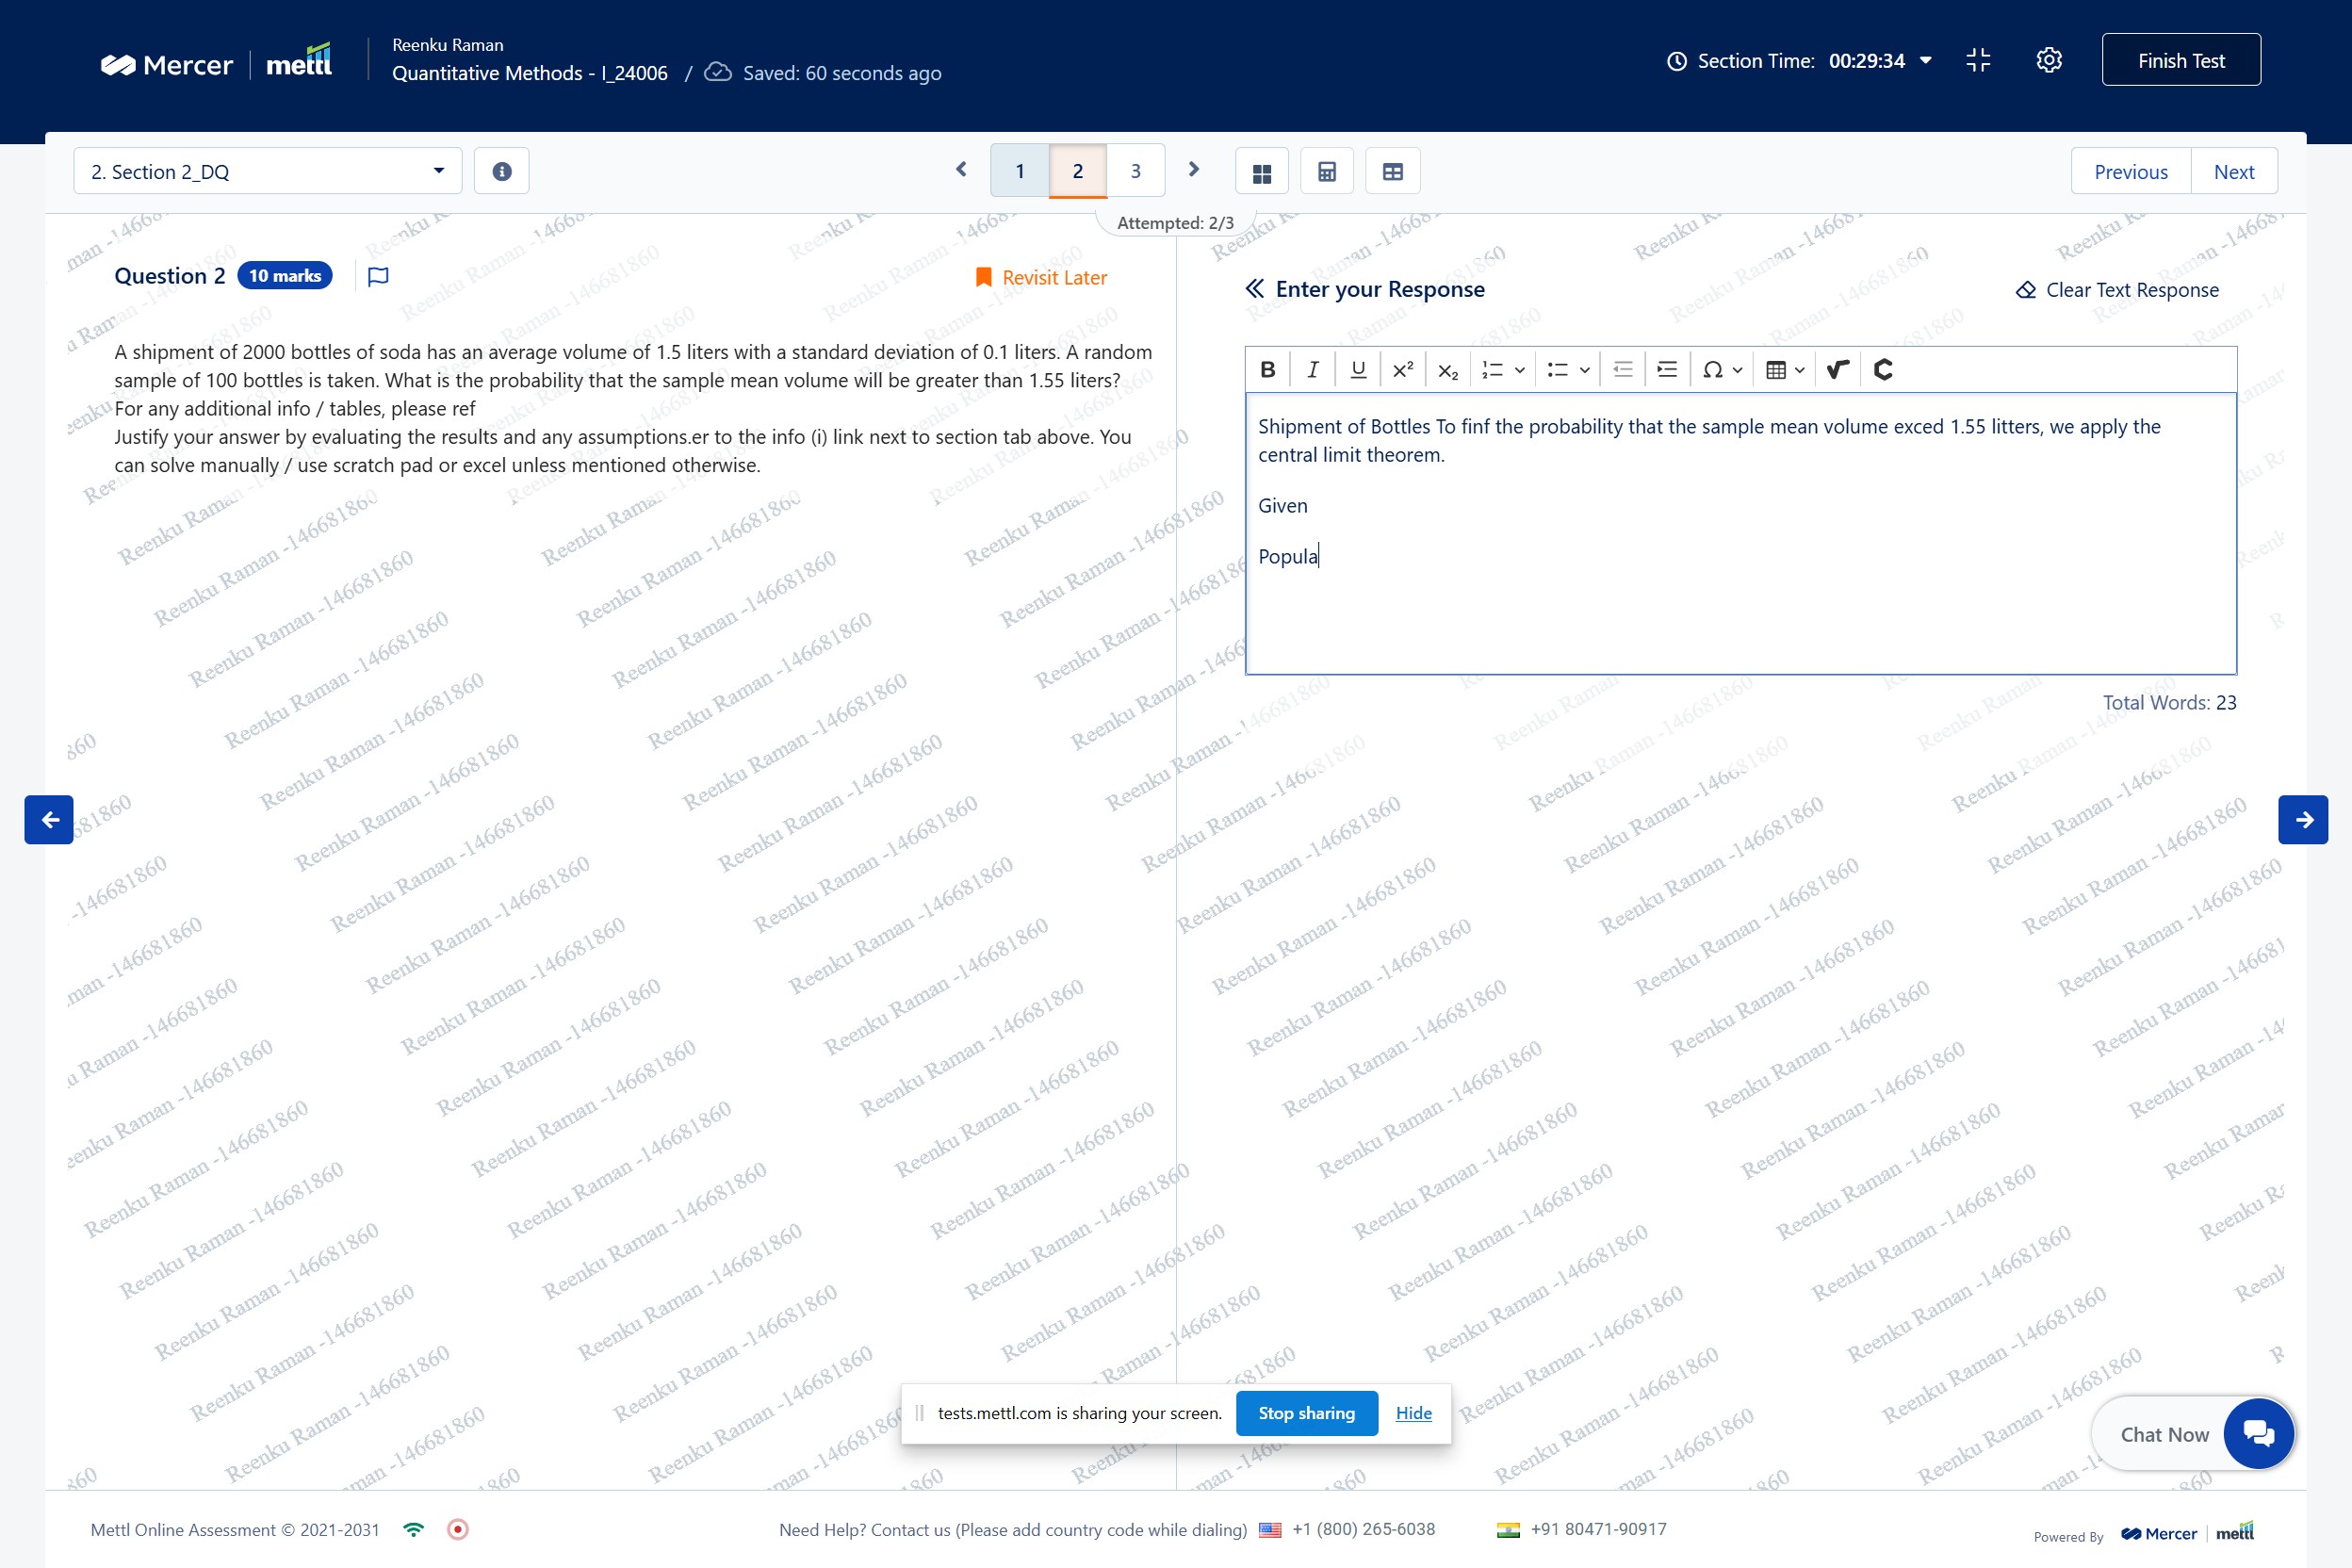 Mercer | mettl
Reenku Raman
Quantitative Methods - I_24006 / Saved: 60 seconds ago
Section Time: 00:29:34
Finish Test
2. Section 2_DQ
1 2 3
Previous Next
Attempted: 2/3
Question 2 10 marks
Revisit Later
A shipment of 2000 bottles of soda has an average volume of 1.5 liters with a standard deviation of 0.1 liters. A random
sample of 100 bottles is taken. What is the probability that the sample mean volume will be greater than 1.55 liters?
For any additional info / tables, please ref
Justify your answer by evaluating the results and any assumptions.er to the info (i) link next to section tab above. You
can solve manually / use scratch pad or excel unless mentioned otherwise.
Enter your Response
Clear Text Response
Shipment of Bottles To finf the probability that the sample mean volume exced 1.55 litters, we apply the
central limit theorem.
Given
Popula
Total Words: 23
Reenku Raman -146681860
tests.mettl.com is sharing your screen. Stop sharing Hide
Chat Now
Mettl Online Assessment © 2021-2031
Need Help? Contact us (Please add country code while dialing) +1 (800) 265-6038 +91 80471-90917
Powered By Mercer | mettl